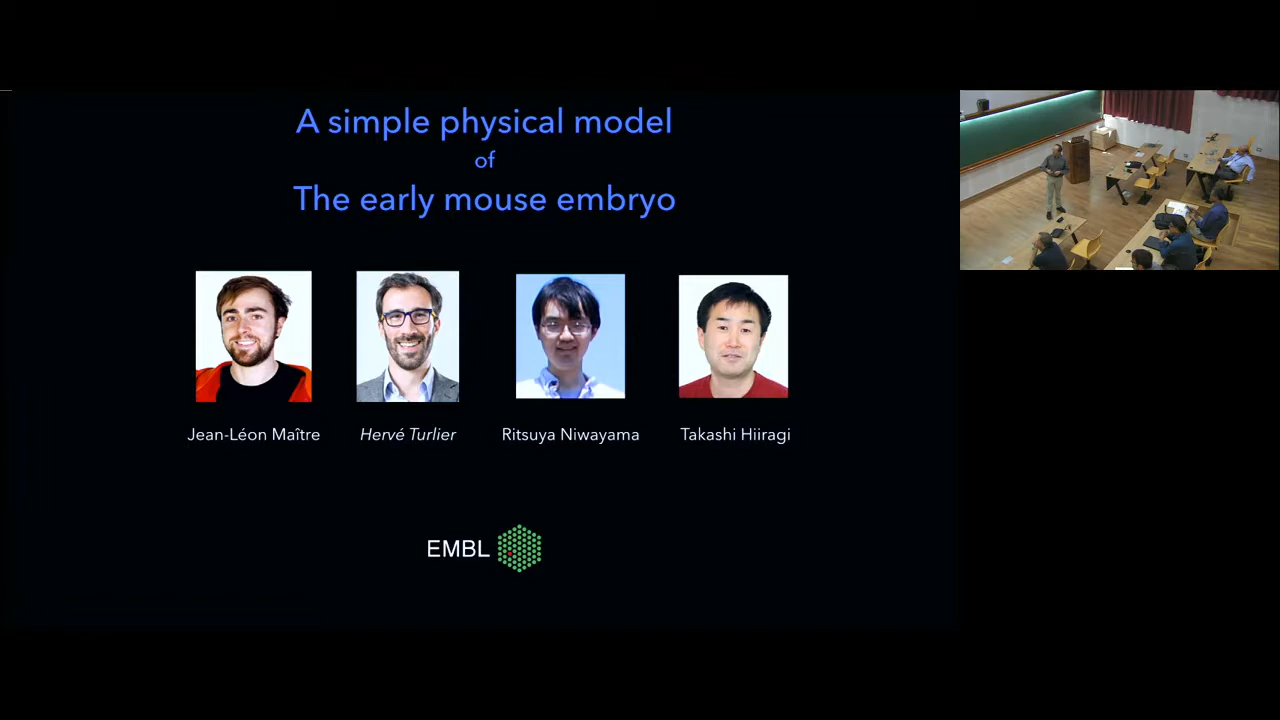 A simple physical model
of
The early mouse embryo
Jean-Léon Maître
Hervé Turlier
Ritsuya Niwayama
Takashi Hiiragi
EMBL